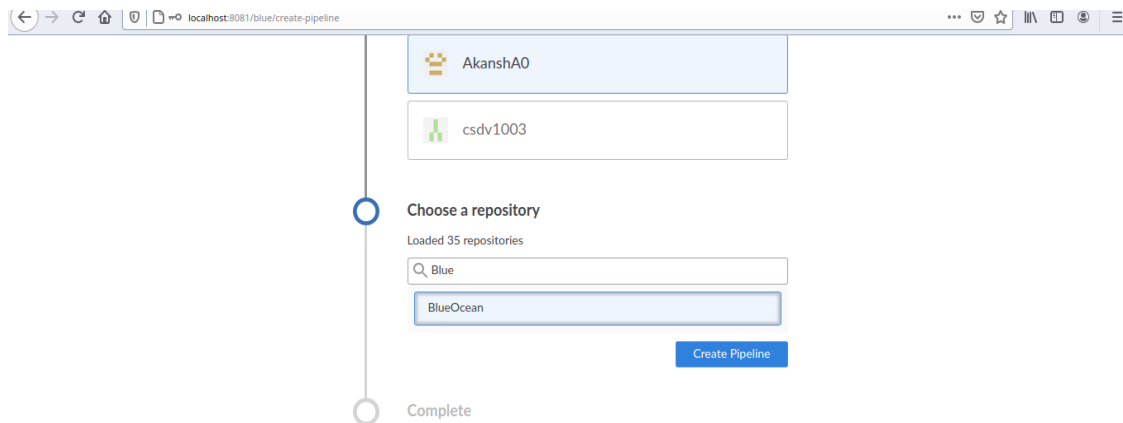 localhost:8081/blue/create-pipeline
AkanshA0
csdv1003
Choose a repository
Loaded 35 repositories
Blue
BlueOcean
Create Pipeline
Complete